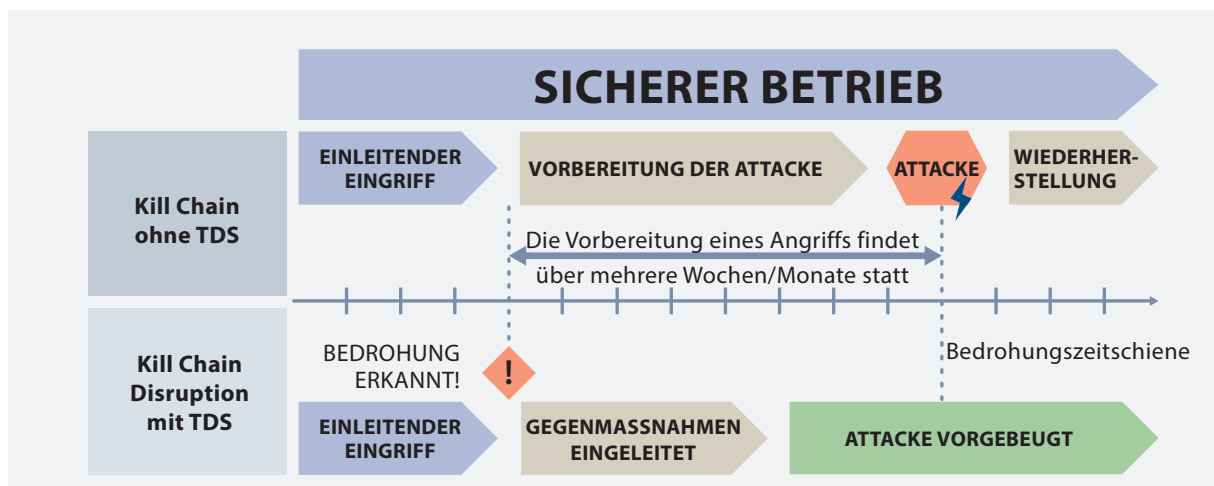 SICHERER BETRIEB
Kill Chain
ohne TDS
EINLEITENDER
EINGRIFF
VORBEREITUNG DER ATTACKE
ATTACKE
WIEDERHER-
STELLUNG
Die Vorbereitung eines Angriffs findet
über mehrere Wochen/Monate statt
Kill Chain
Disruption
mit TDS
BEDROHUNG
ERKANNT!
!
Bedrohungszeitschiene
EINLEITENDER
EINGRIFF
GEGENMASSNAHMEN
EINGELEITET
ATTACKE VORGEBEUGT